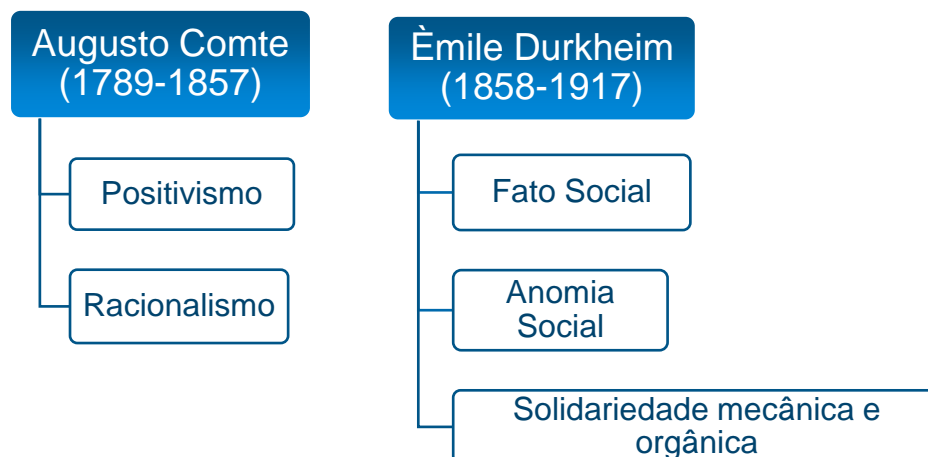 Augusto Comte
(1789-1857)
Positivismo
Racionalismo
Èmile Durkheim
(1858-1917)
Fato Social
Anomia
Social
Solidariedade mecânica e
orgânica